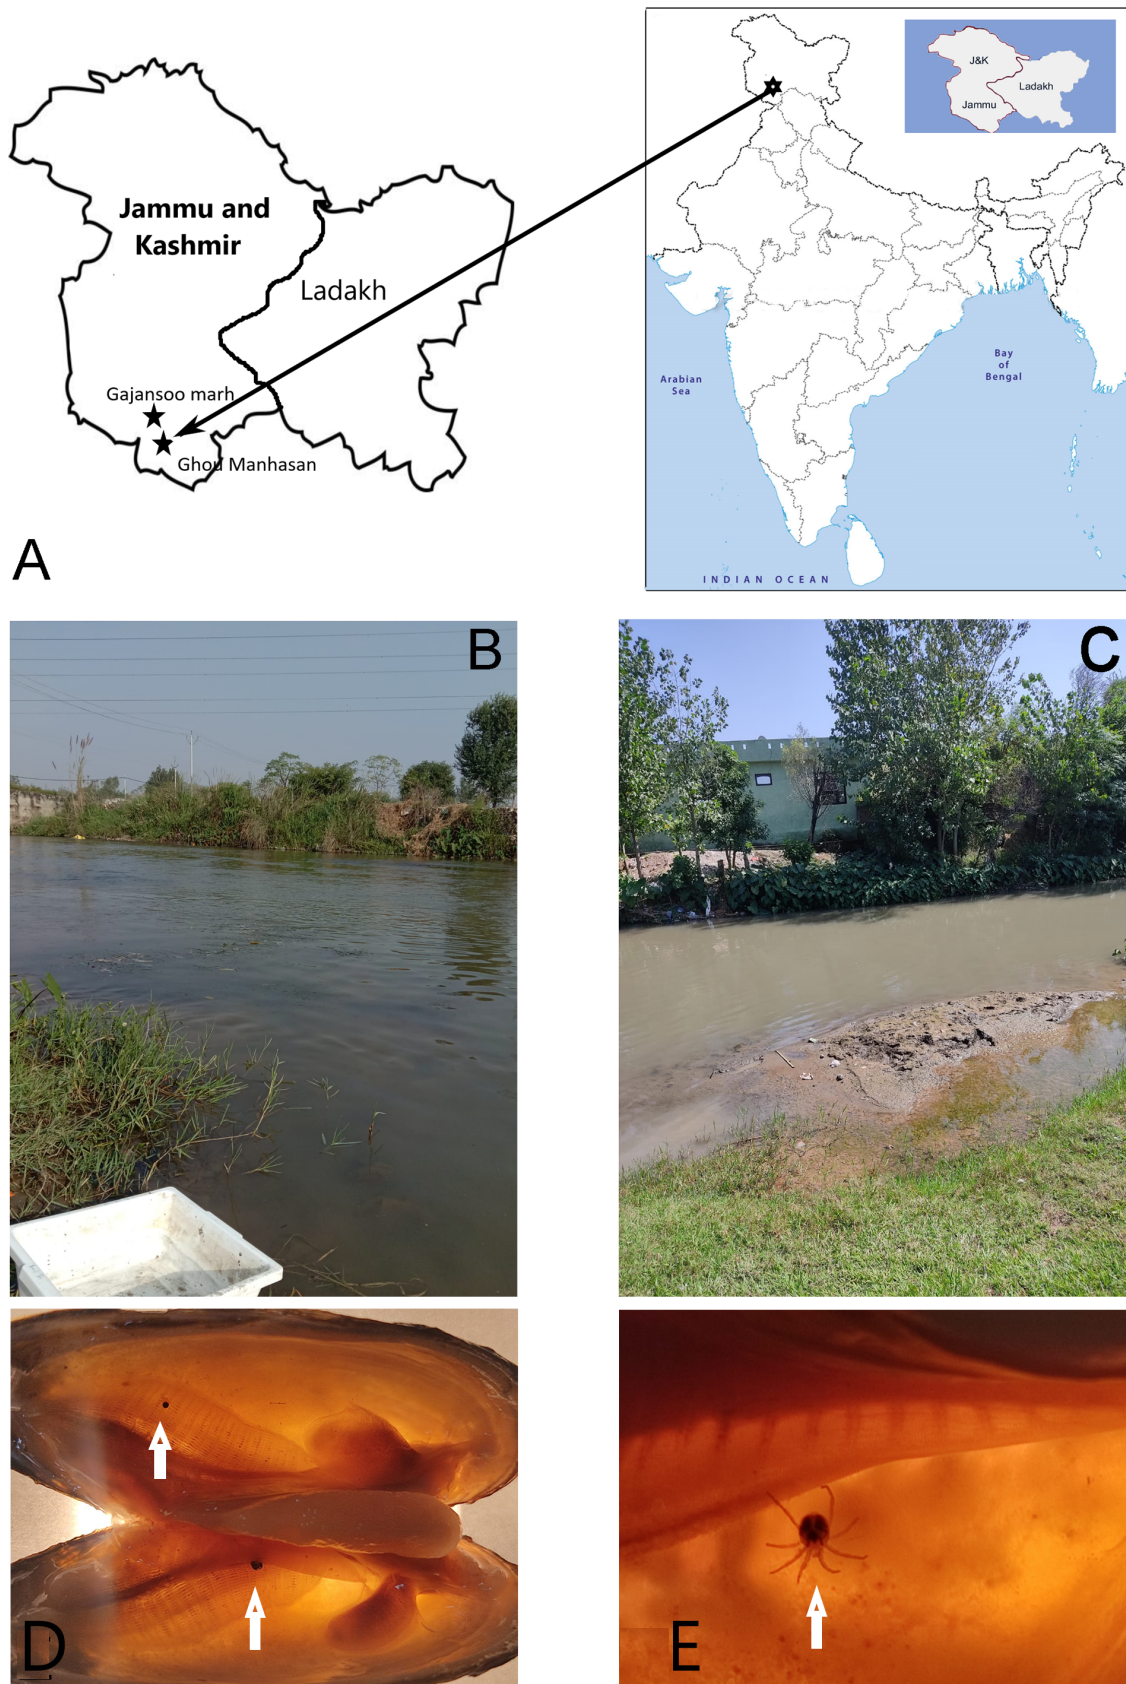 Jammu and
Kashmir
Ladakh
Gajansoo marh
Ghou Manhasan
A
J&K
Ladakh
Jammu
Arabian
Sea
Bay
of
Bengal
INDIAN OCEAN
B
C
D
E